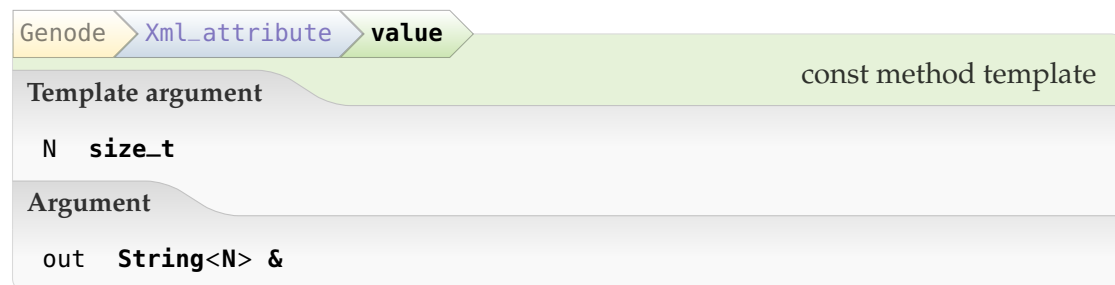 Genode Xml_attribute value
const method template
Template argument
N size_t
Argument
out String<N> &